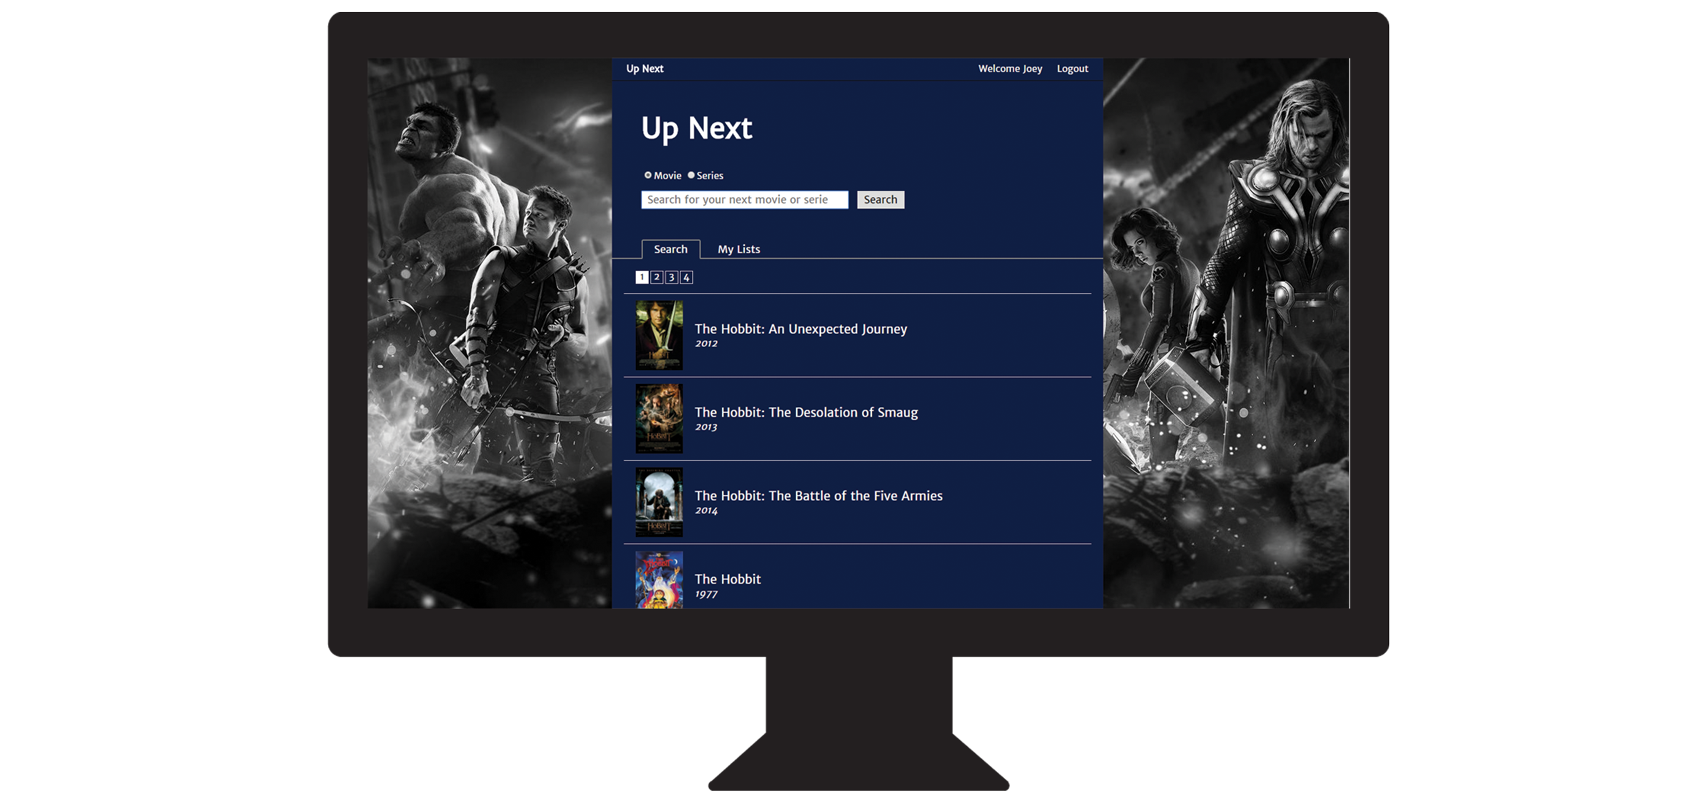 Up Next Welcome Joey Logout
Up Next
Movie Series
Search for your next movie or serie Search
Search My Lists
1 2 3 4
The Hobbit: An Unexpected Journey
2012
The Hobbit: The Desolation of Smaug
2013
HOBBIT
The Hobbit: The Battle of the Five Armies
2014
HOBBIT
The Hobbit
1977